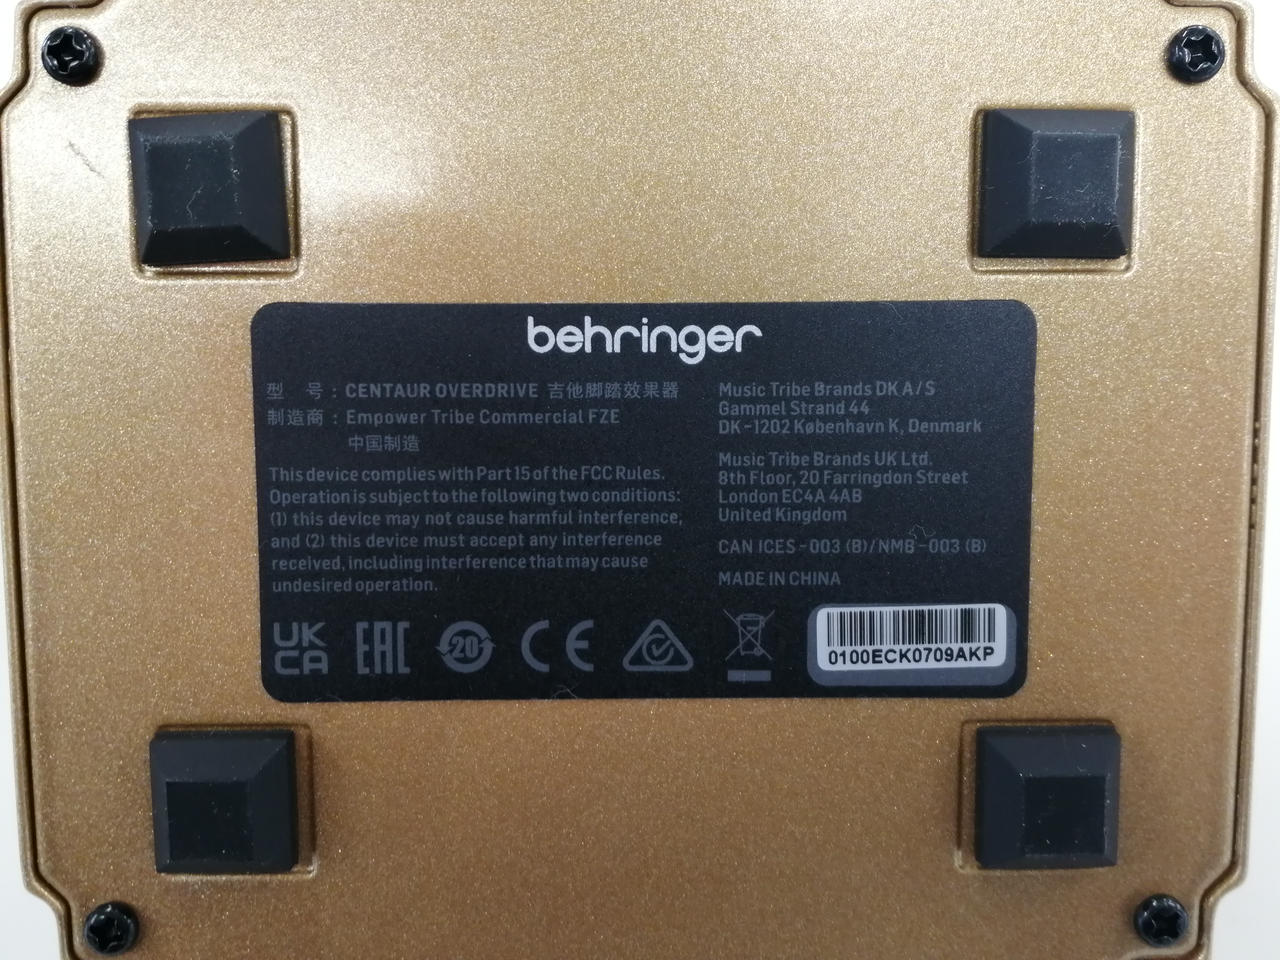 behringer
型 号： CENTAUR OVERDRIVE 吉他脚踏效果器
制造商： Empower Tribe Commercial FZE
中国制造
This device complies with Part 15 of the FCC Rules.
Operation is subject to the following two conditions:
(1) this device may not cause harmful interference,
and (2) this device must accept any interference
received, including interference that may cause
undesired operation.
Music Tribe Brands DK A/S
Gammel Strand 44
DK-1202 København K, Denmark
Music Tribe Brands UK Ltd.
8th Floor, 20 Farringdon Street
London EC4A 4AB
United Kingdom
CAN ICES-003 (B)/NMB-003 (B)
MADE IN CHINA
UK
CA
EAC
20
CE
0100ECK0709AKP